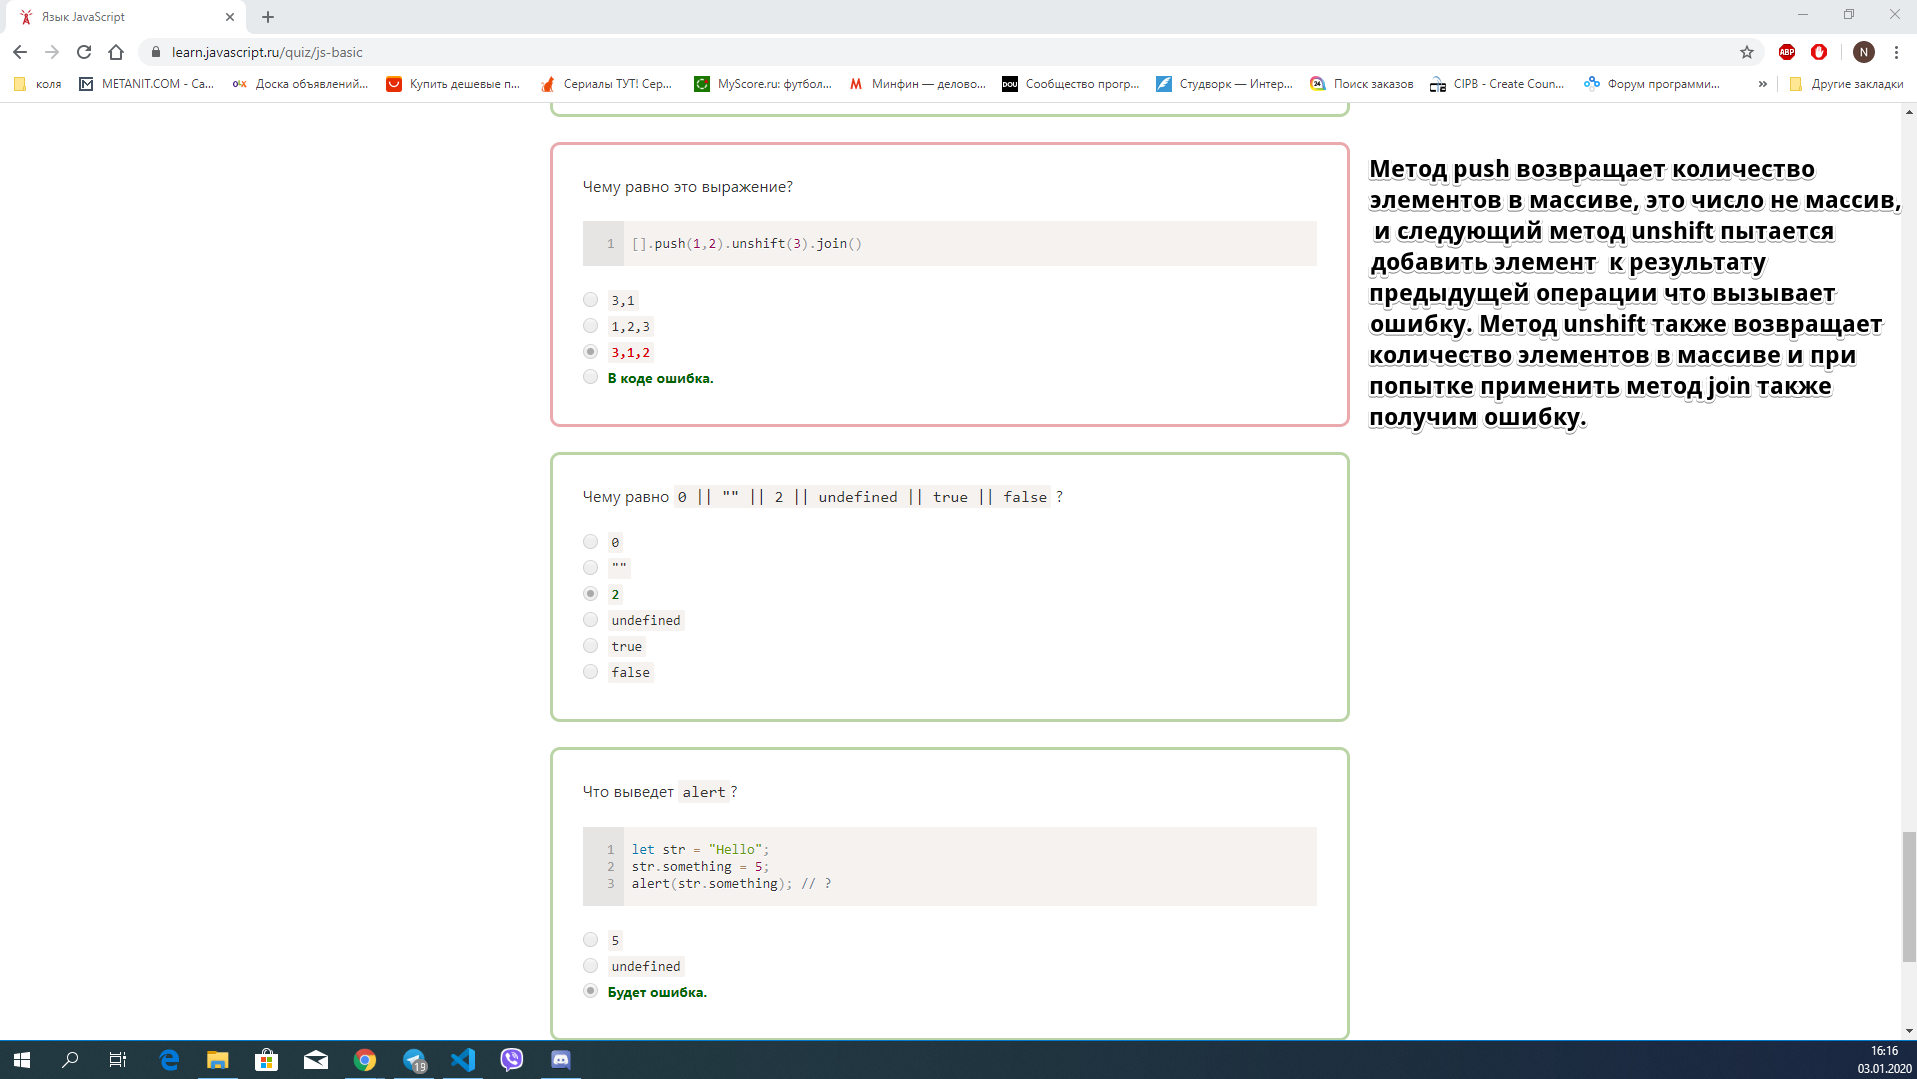 Язык JavaScript
learn.javascript.ru/quiz/js-basic
ABP
N
коля
METANIT.COM - Са...
Доска объявлений...
Купить дешевые п...
Сериалы ТУТ! Сер...
MyScore.ru: футбол...
Минфин — делово...
DOU
Сообщество прогр...
Студворк — Интер...
24
Поиск заказов
CIPB - Create Coun...
Форум программи...
»
Другие закладки
Чему равно это выражение?
1 [].push(1,2).unshift(3).join()
3,1
1,2,3
3,1,2
В коде ошибка.
Метод push возвращает количество
элементов в массиве, это число не массив,
и следующий метод unshift пытается
добавить элемент к результату
предыдущей операции что вызывает
ошибку. Метод unshift также возвращает
количество элементов в массиве и при
попытке применить метод join также
получим ошибку.
Чему равно 0 || "" || 2 || undefined || true || false ?
0
""
2
undefined
true
false
Что выведет alert?
1 let str = "Hello";
2 str.something = 5;
3 alert(str.something); // ?
5
undefined
Будет ошибка.
19
16:16
03.01.2020